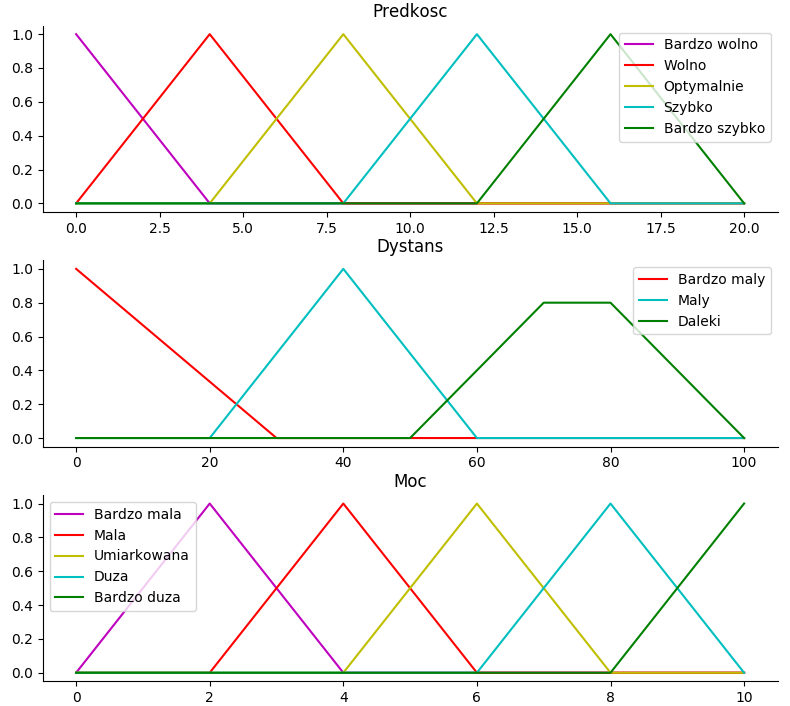 Predkosc
1.0
0.8
0.6
0.4
0.2
0.0
Bardzo wolno
Wolno
Optymalnie
Szybko
Bardzo szybko
0.0 2.5 5.0 7.5 10.0 12.5 15.0 17.5 20.0
Dystans
1.0
0.8
0.6
0.4
0.2
0.0
Bardzo maly
Maly
Daleki
0 20 40 60 80 100
Moc
1.0
0.8
0.6
0.4
0.2
0.0
Bardzo mala
Mala
Umiarkowana
Duza
Bardzo duza
0 2 4 6 8 10